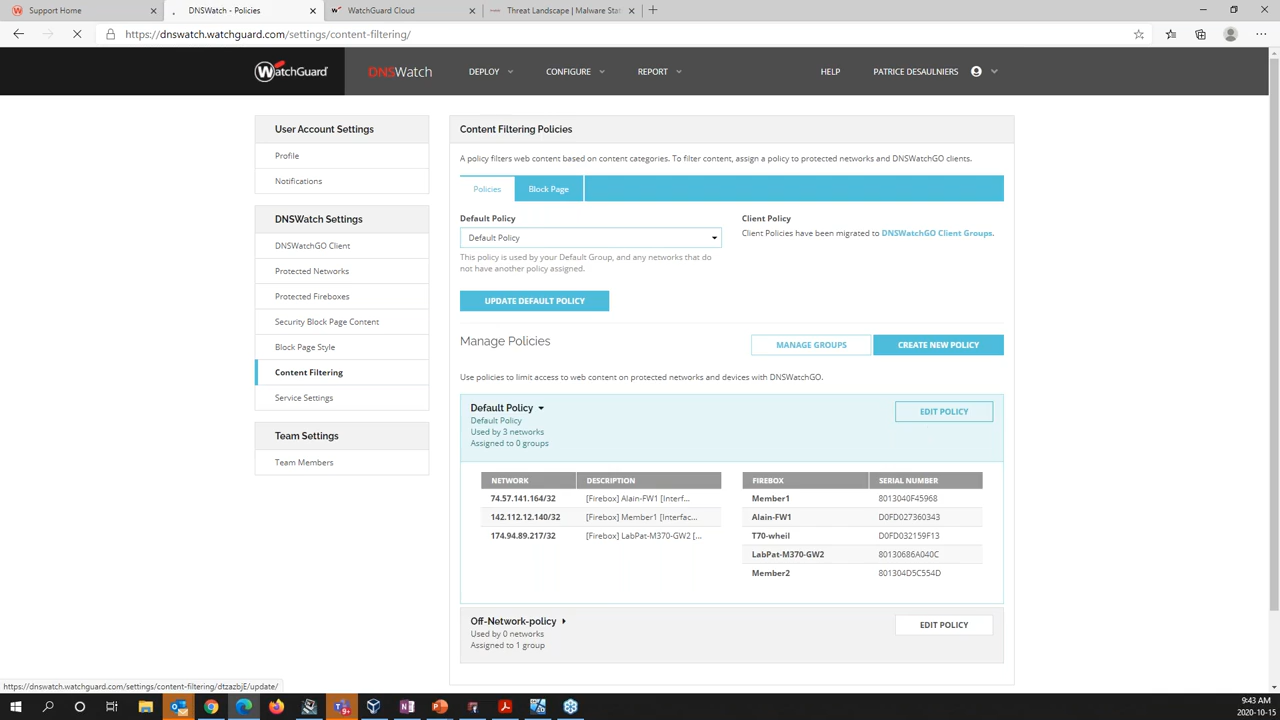 Support Home
DNSWatch - Policies
WatchGuard Cloud
Threat Landscape | Malware Stat
https://dnswatch.watchguard.com/settings/content-filtering/
WatchGuard
DNSWatch
DEPLOY
CONFIGURE
REPORT
HELP
PATRICE DESAULNIERS
User Account Settings
Profile
Notifications
DNSWatch Settings
DNSWatchGO Client
Protected Networks
Protected Fireboxes
Security Block Page Content
Block Page Style
Content Filtering
Service Settings
Team Settings
Team Members
Content Filtering Policies
A policy filters web content based on content categories. To filter content, assign a policy to protected networks and DNSWatchGO clients.
Policies
Block Page
Default Policy
Default Policy
This policy is used by your Default Group, and any networks that do
not have another policy assigned.
Client Policy
Client Policies have been migrated to DNSWatchGO Client Groups.
UPDATE DEFAULT POLICY
Manage Policies
MANAGE GROUPS
CREATE NEW POLICY
Use policies to limit access to web content on protected networks and devices with DNSWatchGO.
Default Policy
Default Policy
Used by 3 networks
Assigned to 0 groups
EDIT POLICY
NETWORK DESCRIPTION
74.57.141.164/32 [Firebox] Alain-FW1 [Interf...
142.112.12.140/32 [Firebox] Member1 [Interfac...
174.94.89.217/32 [Firebox] LabPat-M370-GW2 [...
FIREBOX SERIAL NUMBER
Member1 8013040F45968
Alain-FW1 D0FD027360343
T70-wheil D0FD032159F13
LabPat-M370-GW2 80130686A040C
Member2 801304D5C554D
Off-Network-policy
Used by 0 networks
Assigned to 1 group
EDIT POLICY
https://dnswatch.watchguard.com/settings/content-filtering/dtzazbjE/update/
9:43 AM
2020-10-15